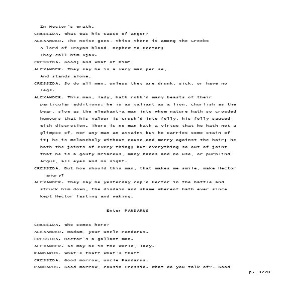 In Hector's wrath.
CRESSIDA. What was his cause of anger?
ALEXANDER. The noise goes, this: there is among the Greeks
A lord of Troyan blood, nephew to Hector;
They call him Ajax.
CRESSIDA. Good; and what of him?
ALEXANDER. They say he is a very man per se,
And stands alone.
CRESSIDA. So do all men, unless they are drunk, sick, or have no
legs.
ALEXANDER. This man, lady, hath robb'd many beasts of their
particular additions: he is as valiant as a lion, churlish as the
bear, slow as the elephant-a man into whom nature hath so crowded
humours that his valour is crush'd into folly, his folly sauced
with discretion. There is no man hath a virtue that he hath not a
glimpse of, nor any man an attaint but he carries some stain of
it; he is melancholy without cause and merry against the hair; he
hath the joints of every thing; but everything so out of joint
that he is a gouty Briareus, many hands and no use, or purblind
Argus, all eyes and no sight.
CRESSIDA. But how should this man, that makes me smile, make Hector
angry?
ALEXANDER. They say he yesterday cop'd Hector in the battle and
struck him down, the disdain and shame whereof hath ever since
kept Hector fasting and waking.
Enter PANDARUS
CRESSIDA. Who comes here?
ALEXANDER. Madam, your uncle Pandarus.
CRESSIDA. Hector's a gallant man.
ALEXANDER. As may be in the world, lady.
PANDARUS. What's that? What's that?
CRESSIDA. Good morrow, uncle Pandarus.
PANDARUS. Good morrow, cousin Cressid. What do you talk of?- Good